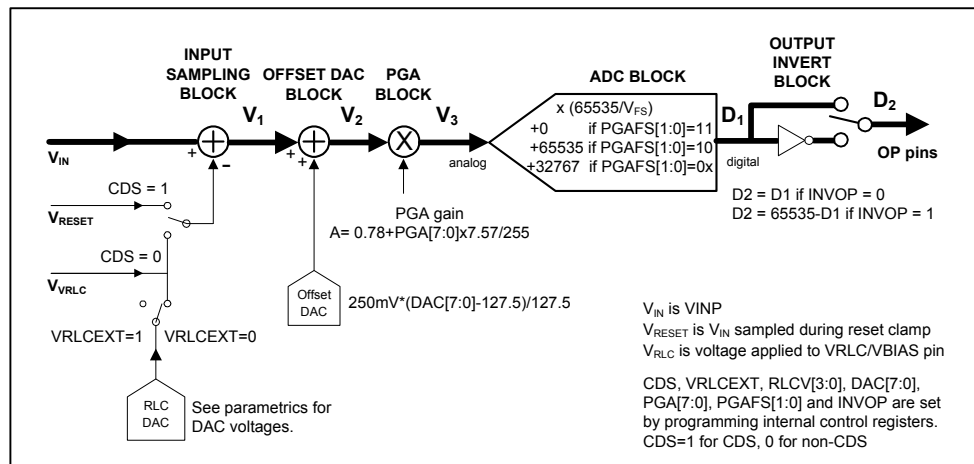 INPUT
SAMPLING
BLOCK
OFFSET DAC
BLOCK
PGA
BLOCK
ADC BLOCK
OUTPUT
INVERT
BLOCK
V1
V2
V3
D1
D2
x (65535/VFS)
+0 if PGAFS[1:0]=11
+65535 if PGAFS[1:0]=10
+32767 if PGAFS[1:0]=0x
VIN
+
-
+
+
+
+
X
analog
digital
OP pins
CDS = 1
VRESET
PGA gain
A= 0.78+PGA[7:0]x7.57/255
D2 = D1 if INVOP = 0
D2 = 65535-D1 if INVOP = 1
CDS = 0
VVRLC
Offset
DAC
250mV*(DAC[7:0]-127.5)/127.5
VRLCEXT=1
VRLCEXT=0
RLC
DAC
See parametrics for
DAC voltages.
VIN is VINP
VRESET is VIN sampled during reset clamp
VRLC is voltage applied to VRLC/VBIAS pin
CDS, VRLCEXT, RLCV[3:0], DAC[7:0],
PGA[7:0], PGAFS[1:0] and INVOP are set
by programming internal control registers.
CDS=1 for CDS, 0 for non-CDS